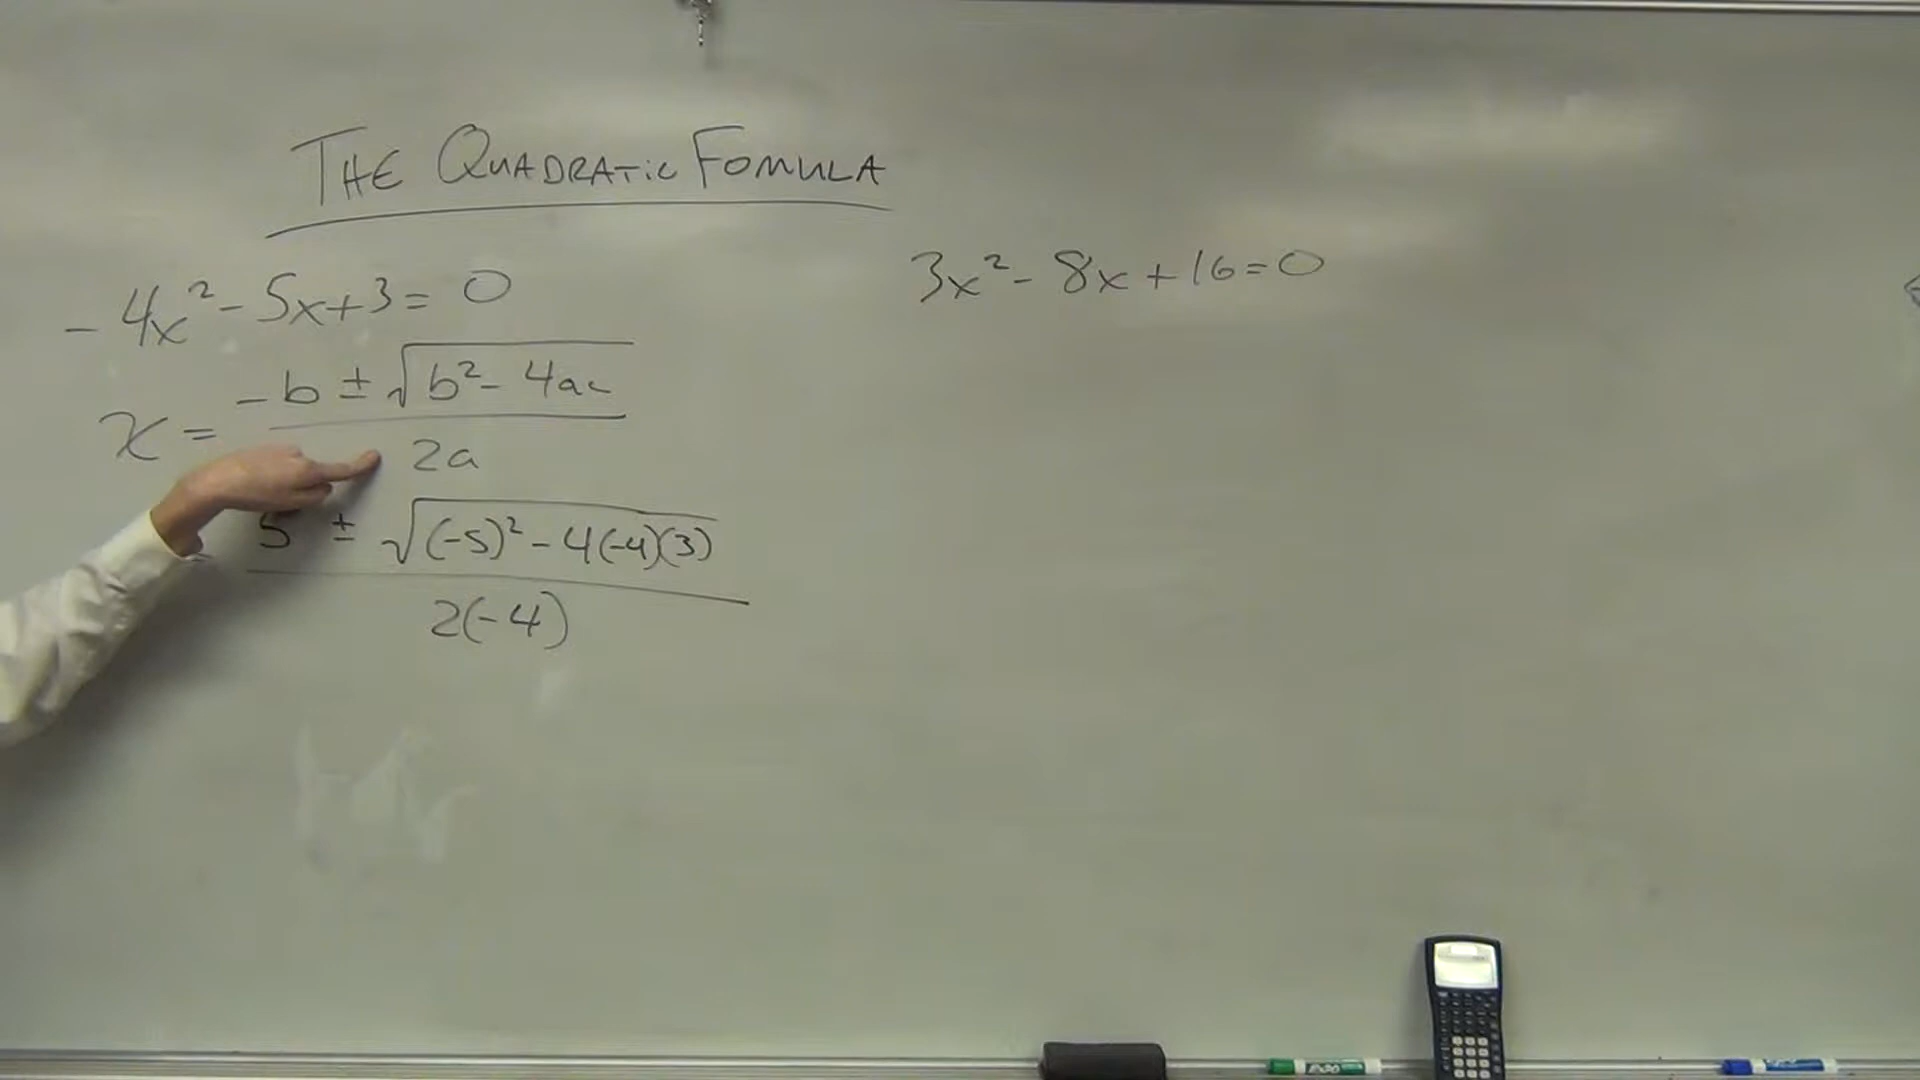 THE QUADRATIC FOMULA
-4x² - 5x + 3 = 0
x = (-b ± √(b² - 4ac)) / 2a
5 ± √((-5)² - 4(-4)(3)) / 2(-4)
3x² - 8x + 16 = 0
EXPO